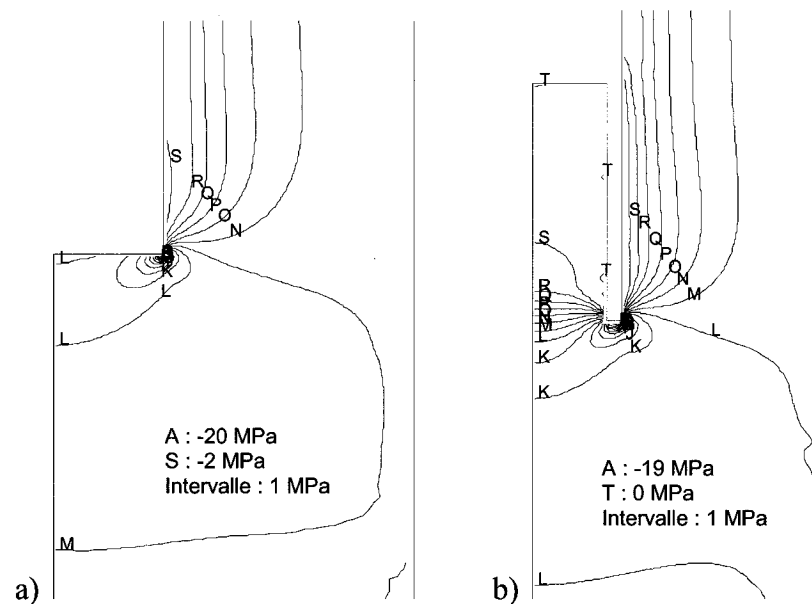 T
S
T
R
Q
P
O
N
S
R
Q
P
O
N
M
S
T
L
K
L
L
R
M
L
K
K
J
K
L
A : -20 MPa
S : -2 MPa
Intervalle : 1 MPa
A : -19 MPa
T : 0 MPa
Intervalle : 1 MPa
M
L
a)
b)